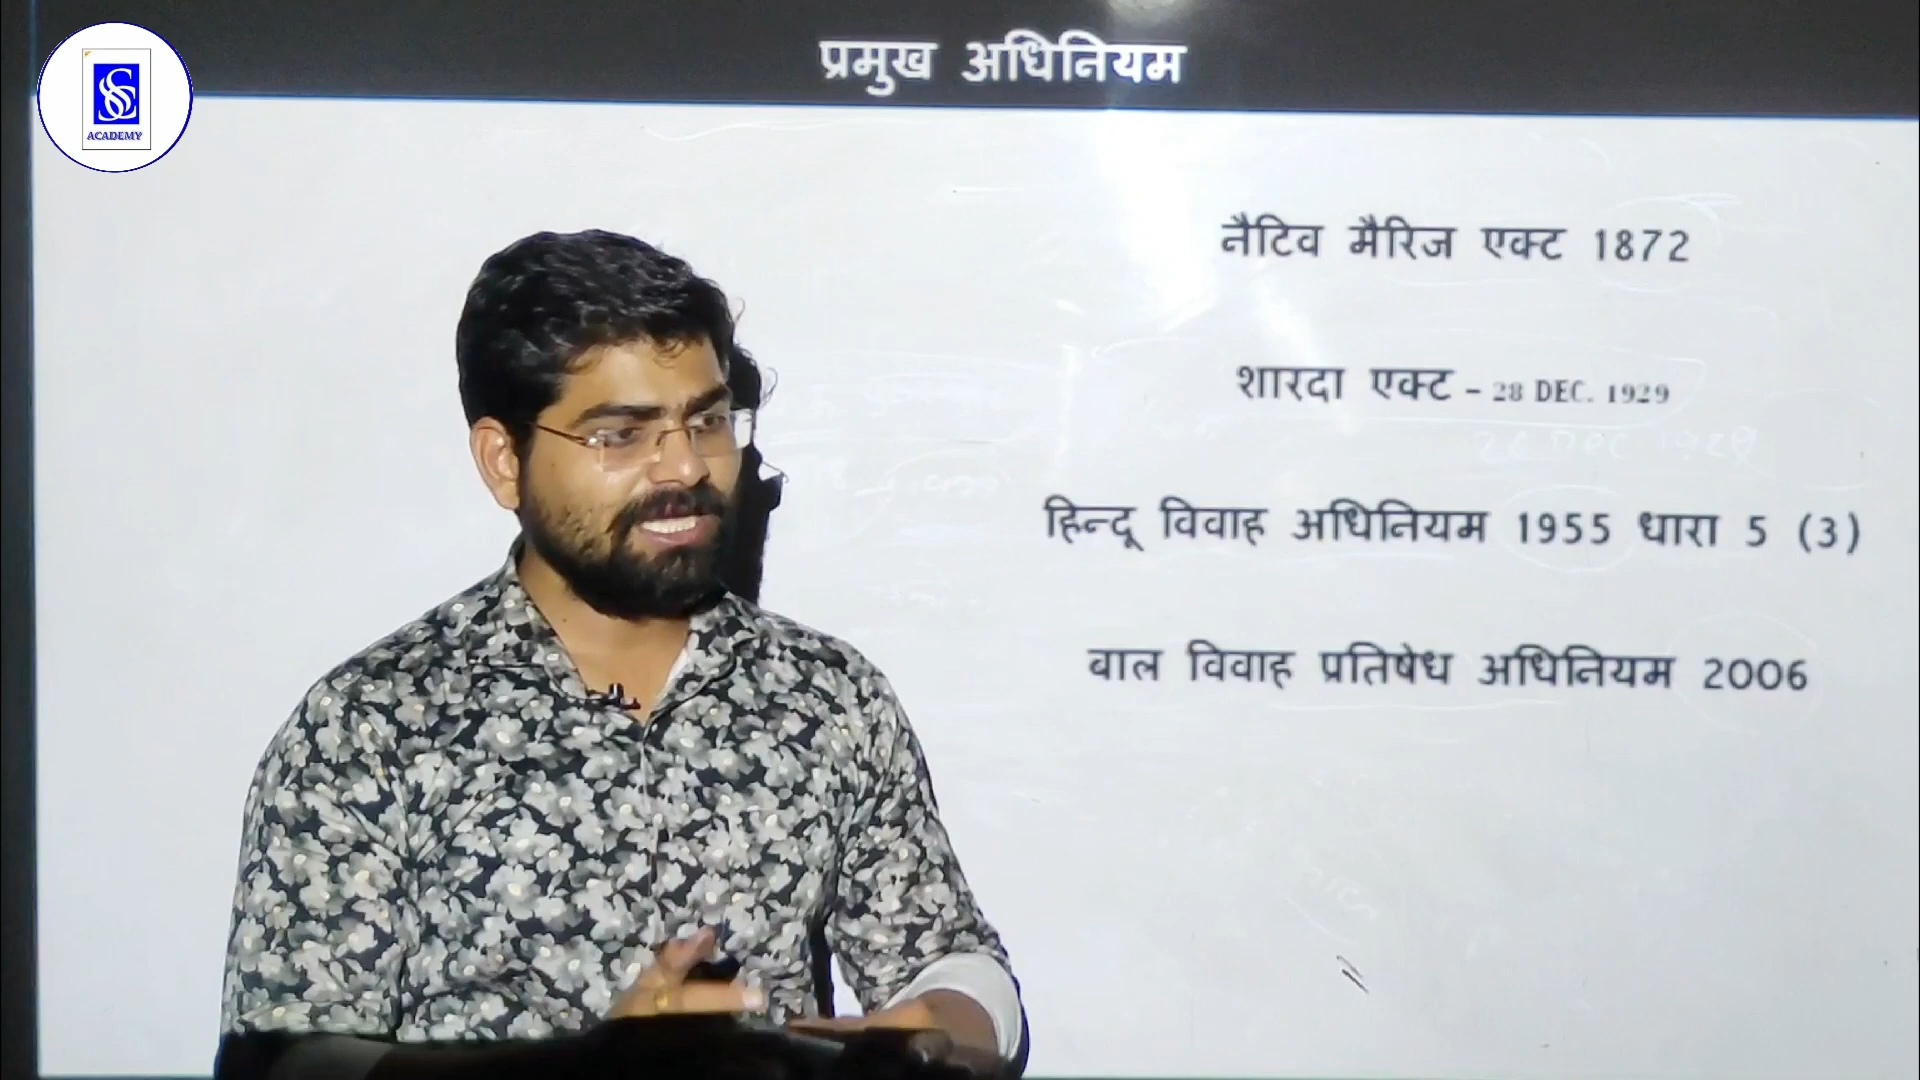 प्रमुख अधिनियम
SS
ACADEMY
नैटिव मैरिज एक्ट 1872
शारदा एक्ट - 28 DEC. 1929
हिन्दू विवाह अधिनियम 1955 धारा 5 (3)
बाल विवाह प्रतिषेध अधिनियम 2006